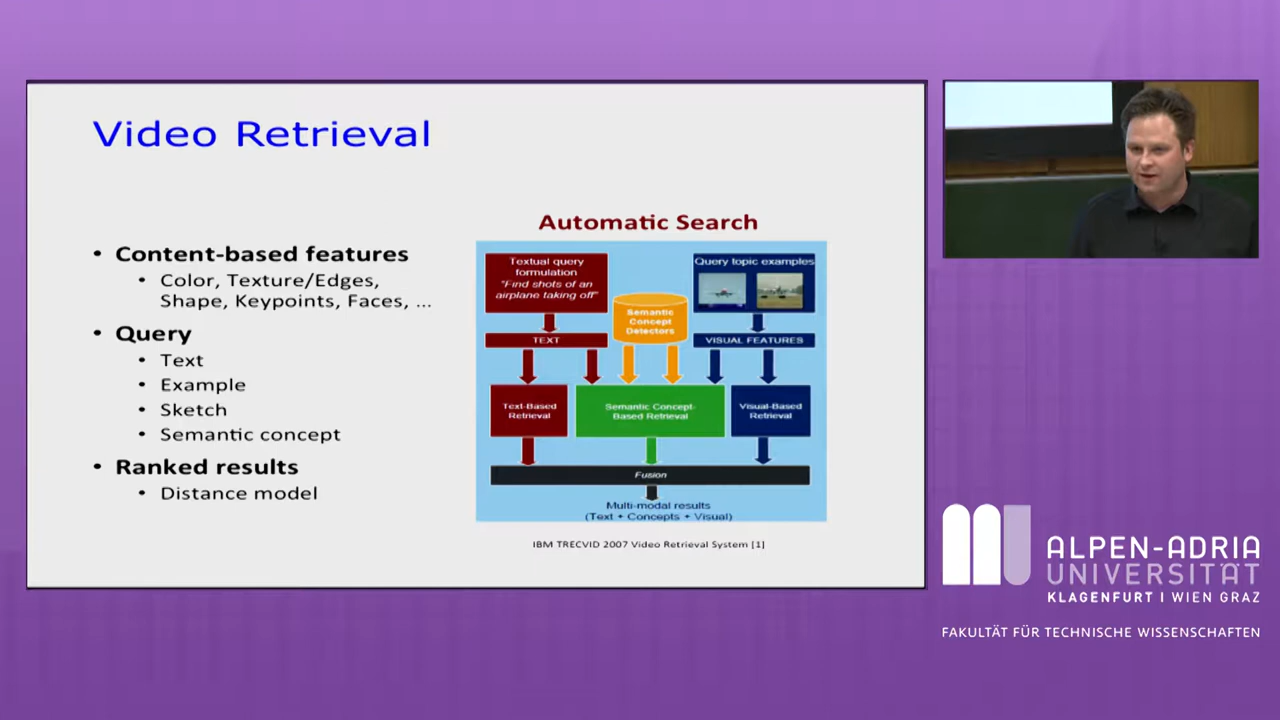 Video Retrieval
• Content-based features
• Color, Texture/Edges,
Shape, Keypoints, Faces, ...
• Query
• Text
• Example
• Sketch
• Semantic concept
• Ranked results
• Distance model
Automatic Search
Textual query
formulation
"Find shots of an
airplane taking off"
Query topic examples
Semantic
Concept
Detectors
TEXT
VISUAL FEATURES
Text-Based
Retrieval
Semantic Concept-
Based Retrieval
Visual-Based
Retrieval
Fusion
Multi-modal results
(Text + Concepts + Visual)
IBM TRECVID 2007 Video Retrieval System [1]
ALPEN-ADRIA
UNIVERSITÄT
KLAGENFURT I WIEN GRAZ
FAKULTÄT FÜR TECHNISCHE WISSENSCHAFTEN